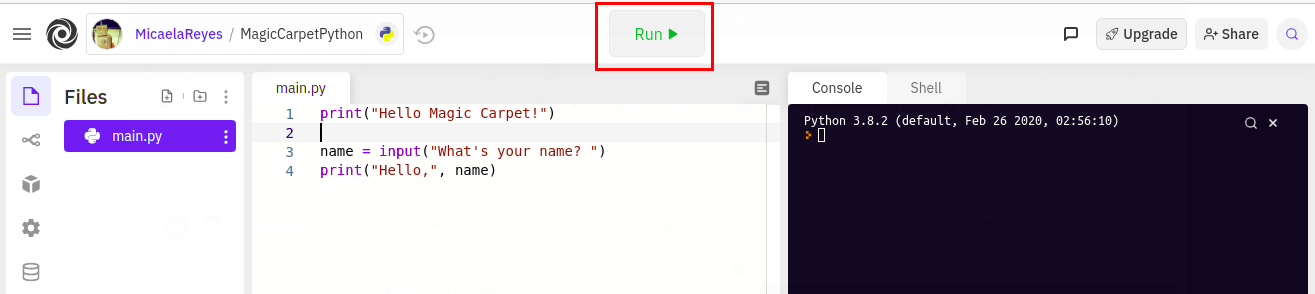 MicaelaReyes / MagicCarpetPython
Run
Upgrade
Share
Files
main.py
main.py
1 print("Hello Magic Carpet!")
2
3 name = input("What's your name? ")
4 print("Hello,", name)
Console
Shell
Python 3.8.2 (default, Feb 26 2020, 02:56:10)